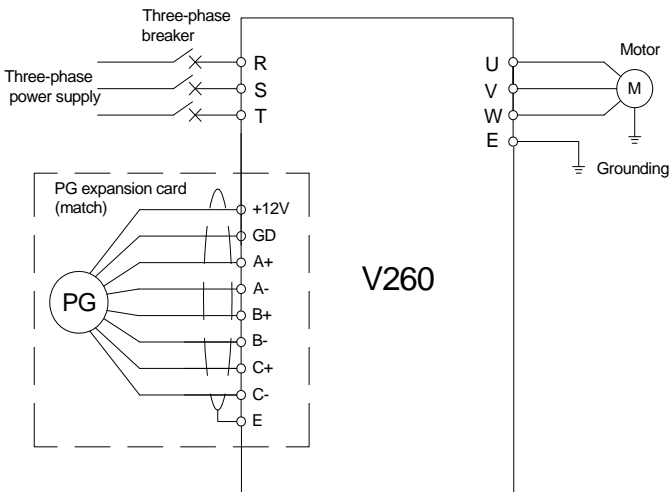 Three-phase
breaker
Three-phase
power supply
R
S
T
U
V
W
E
Motor
M
Grounding
PG expansion card
(match)
+12V
GD
A+
A-
B+
B-
C+
C-
E
PG
V260